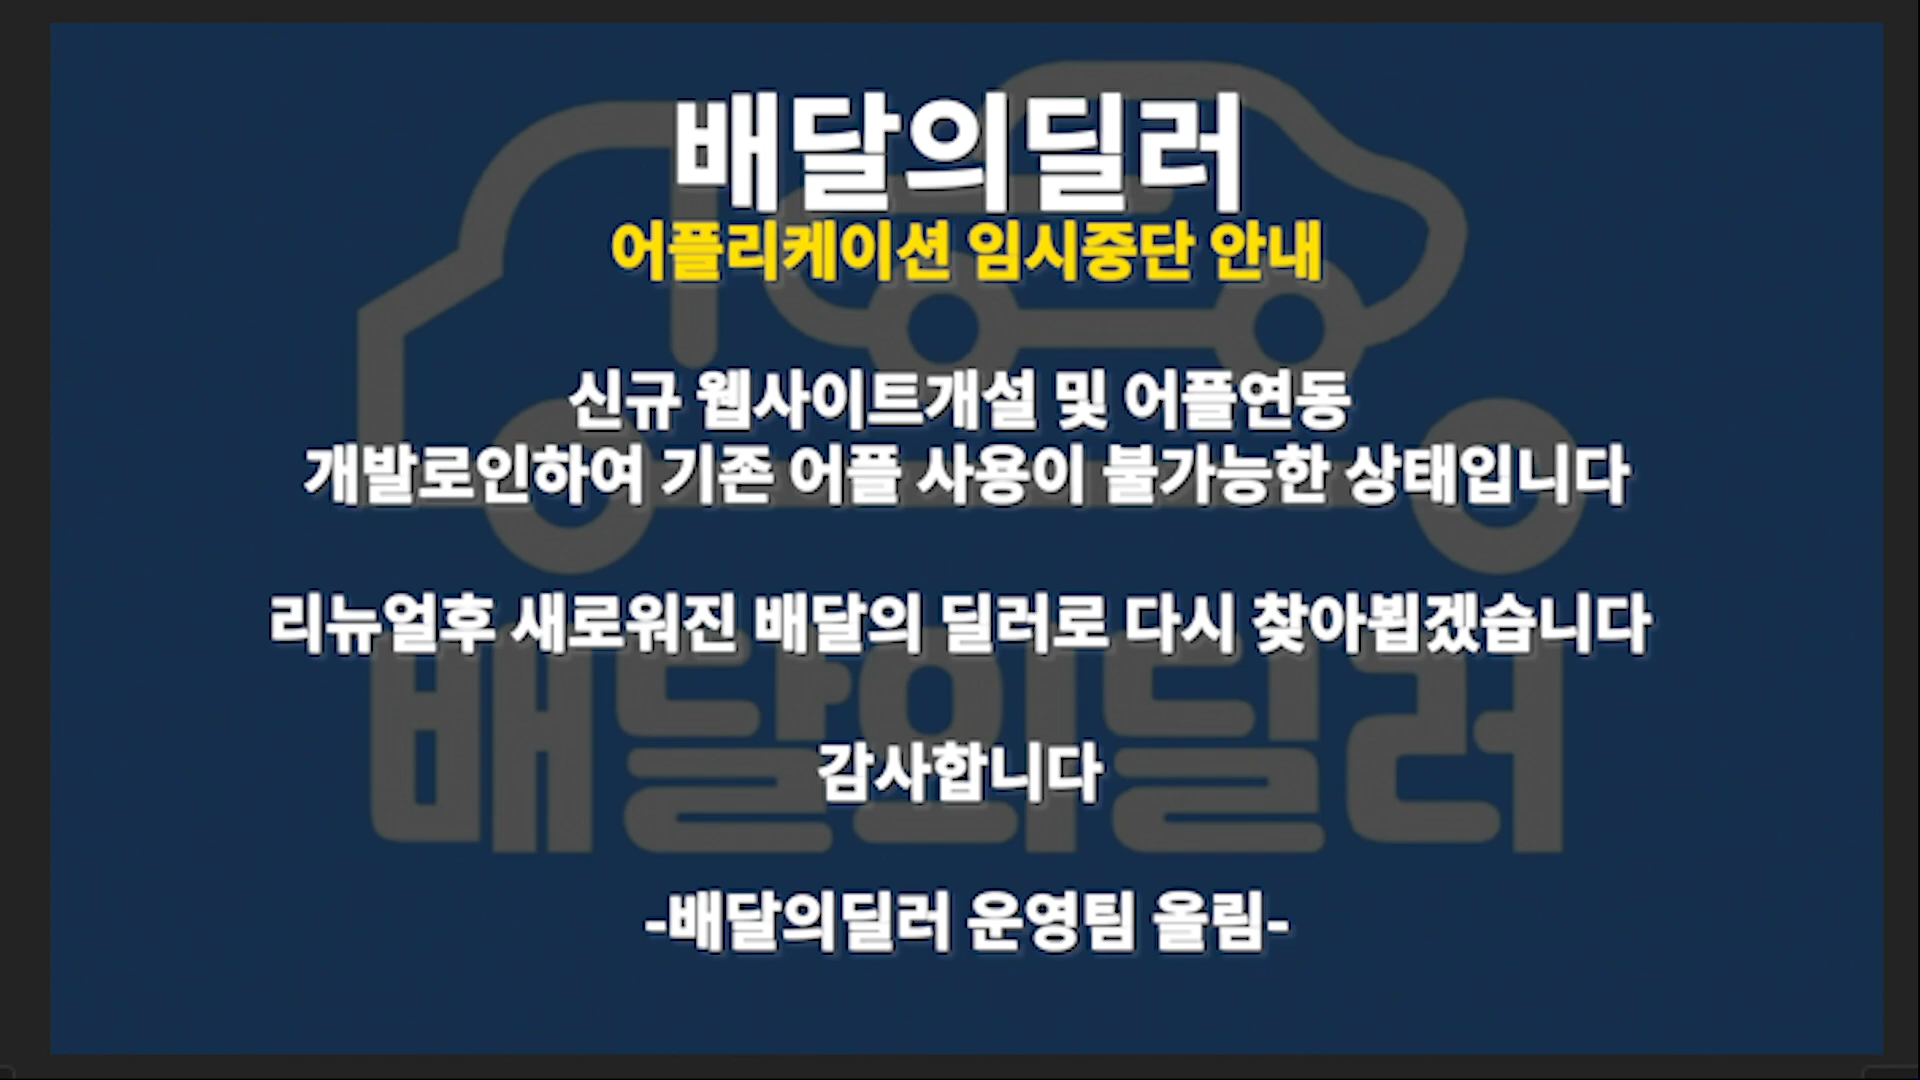 배달의딜러
어플리케이션 임시중단 안내
신규 웹사이트개설 및 어플연동
개발로인하여 기존 어플 사용이 불가능한 상태입니다
리뉴얼후 새로워진 배달의 딜러로 다시 찾아뵙겠습니다
배달의딜러
감사합니다
-배달의딜러 운영팀 올림-